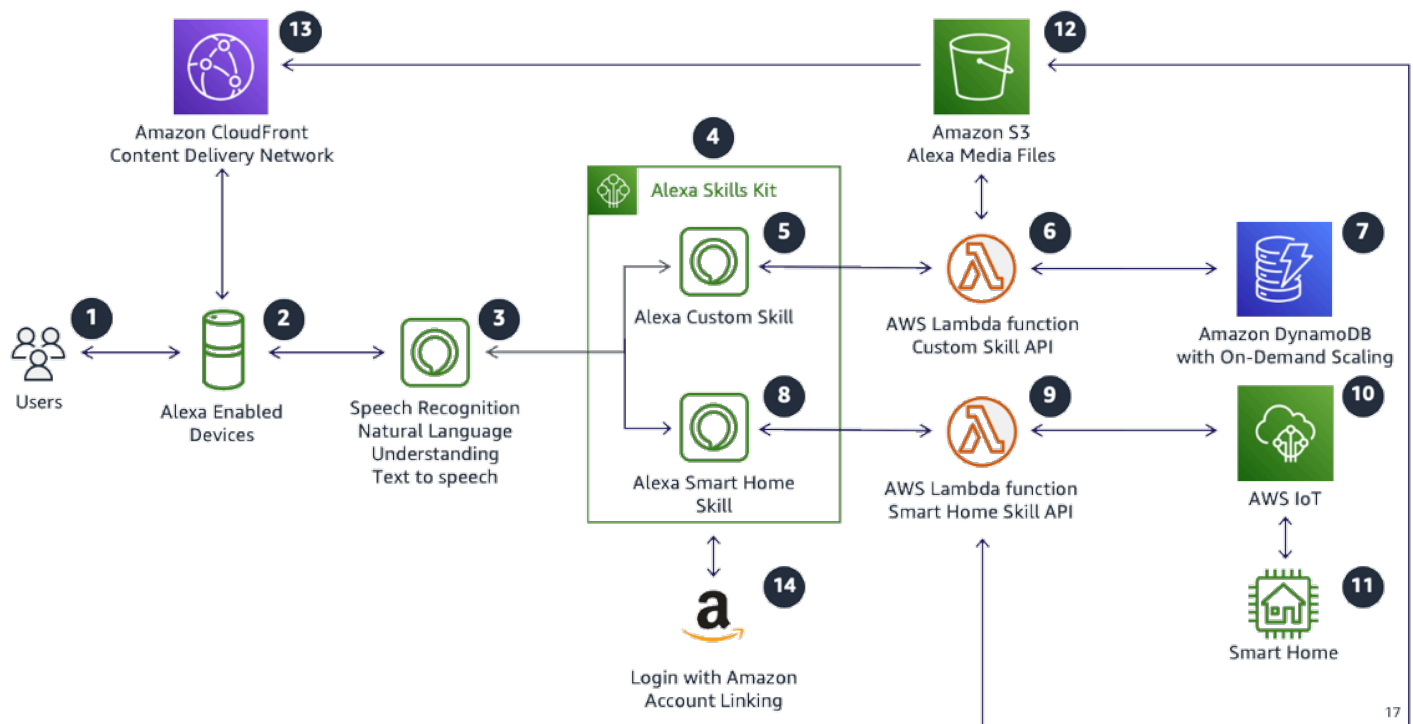 13
12
Amazon CloudFront
Content Delivery Network
Amazon S3
Alexa Media Files
4
Alexa Skills Kit
5
6
7
Alexa Custom Skill
AWS Lambda function
Custom Skill API
Amazon DynamoDB
with On-Demand Scaling
1
2
3
Users
Alexa Enabled
Devices
Speech Recognition
Natural Language
Understanding
Text to speech
8
9
10
Alexa Smart Home
Skill
AWS Lambda function
Smart Home Skill API
AWS IoT
14
11
a
Smart Home
Login with Amazon
Account Linking
17